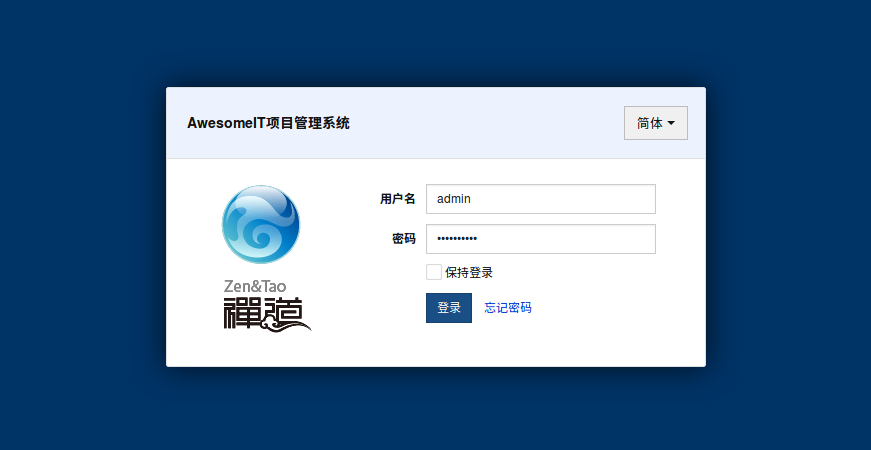 AwesomeIT项目管理系统
简体
用户名 admin
密码 ••••••••••
保持登录
登录 忘记密码
Zen&Tao
禪道